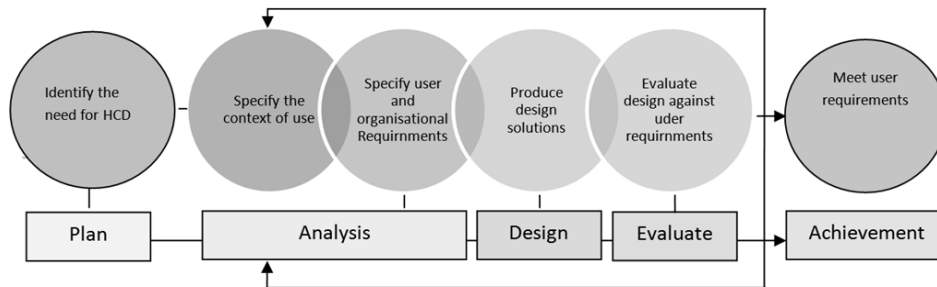 Identify the
need for HCD
Specify the
context of use
Specify user
and
organisational
Requirnments
Produce
design
solutions
Evaluate
design against
uder
requirnments
Meet user
requirements
Plan
Analysis
Design
Evaluate
Achievement